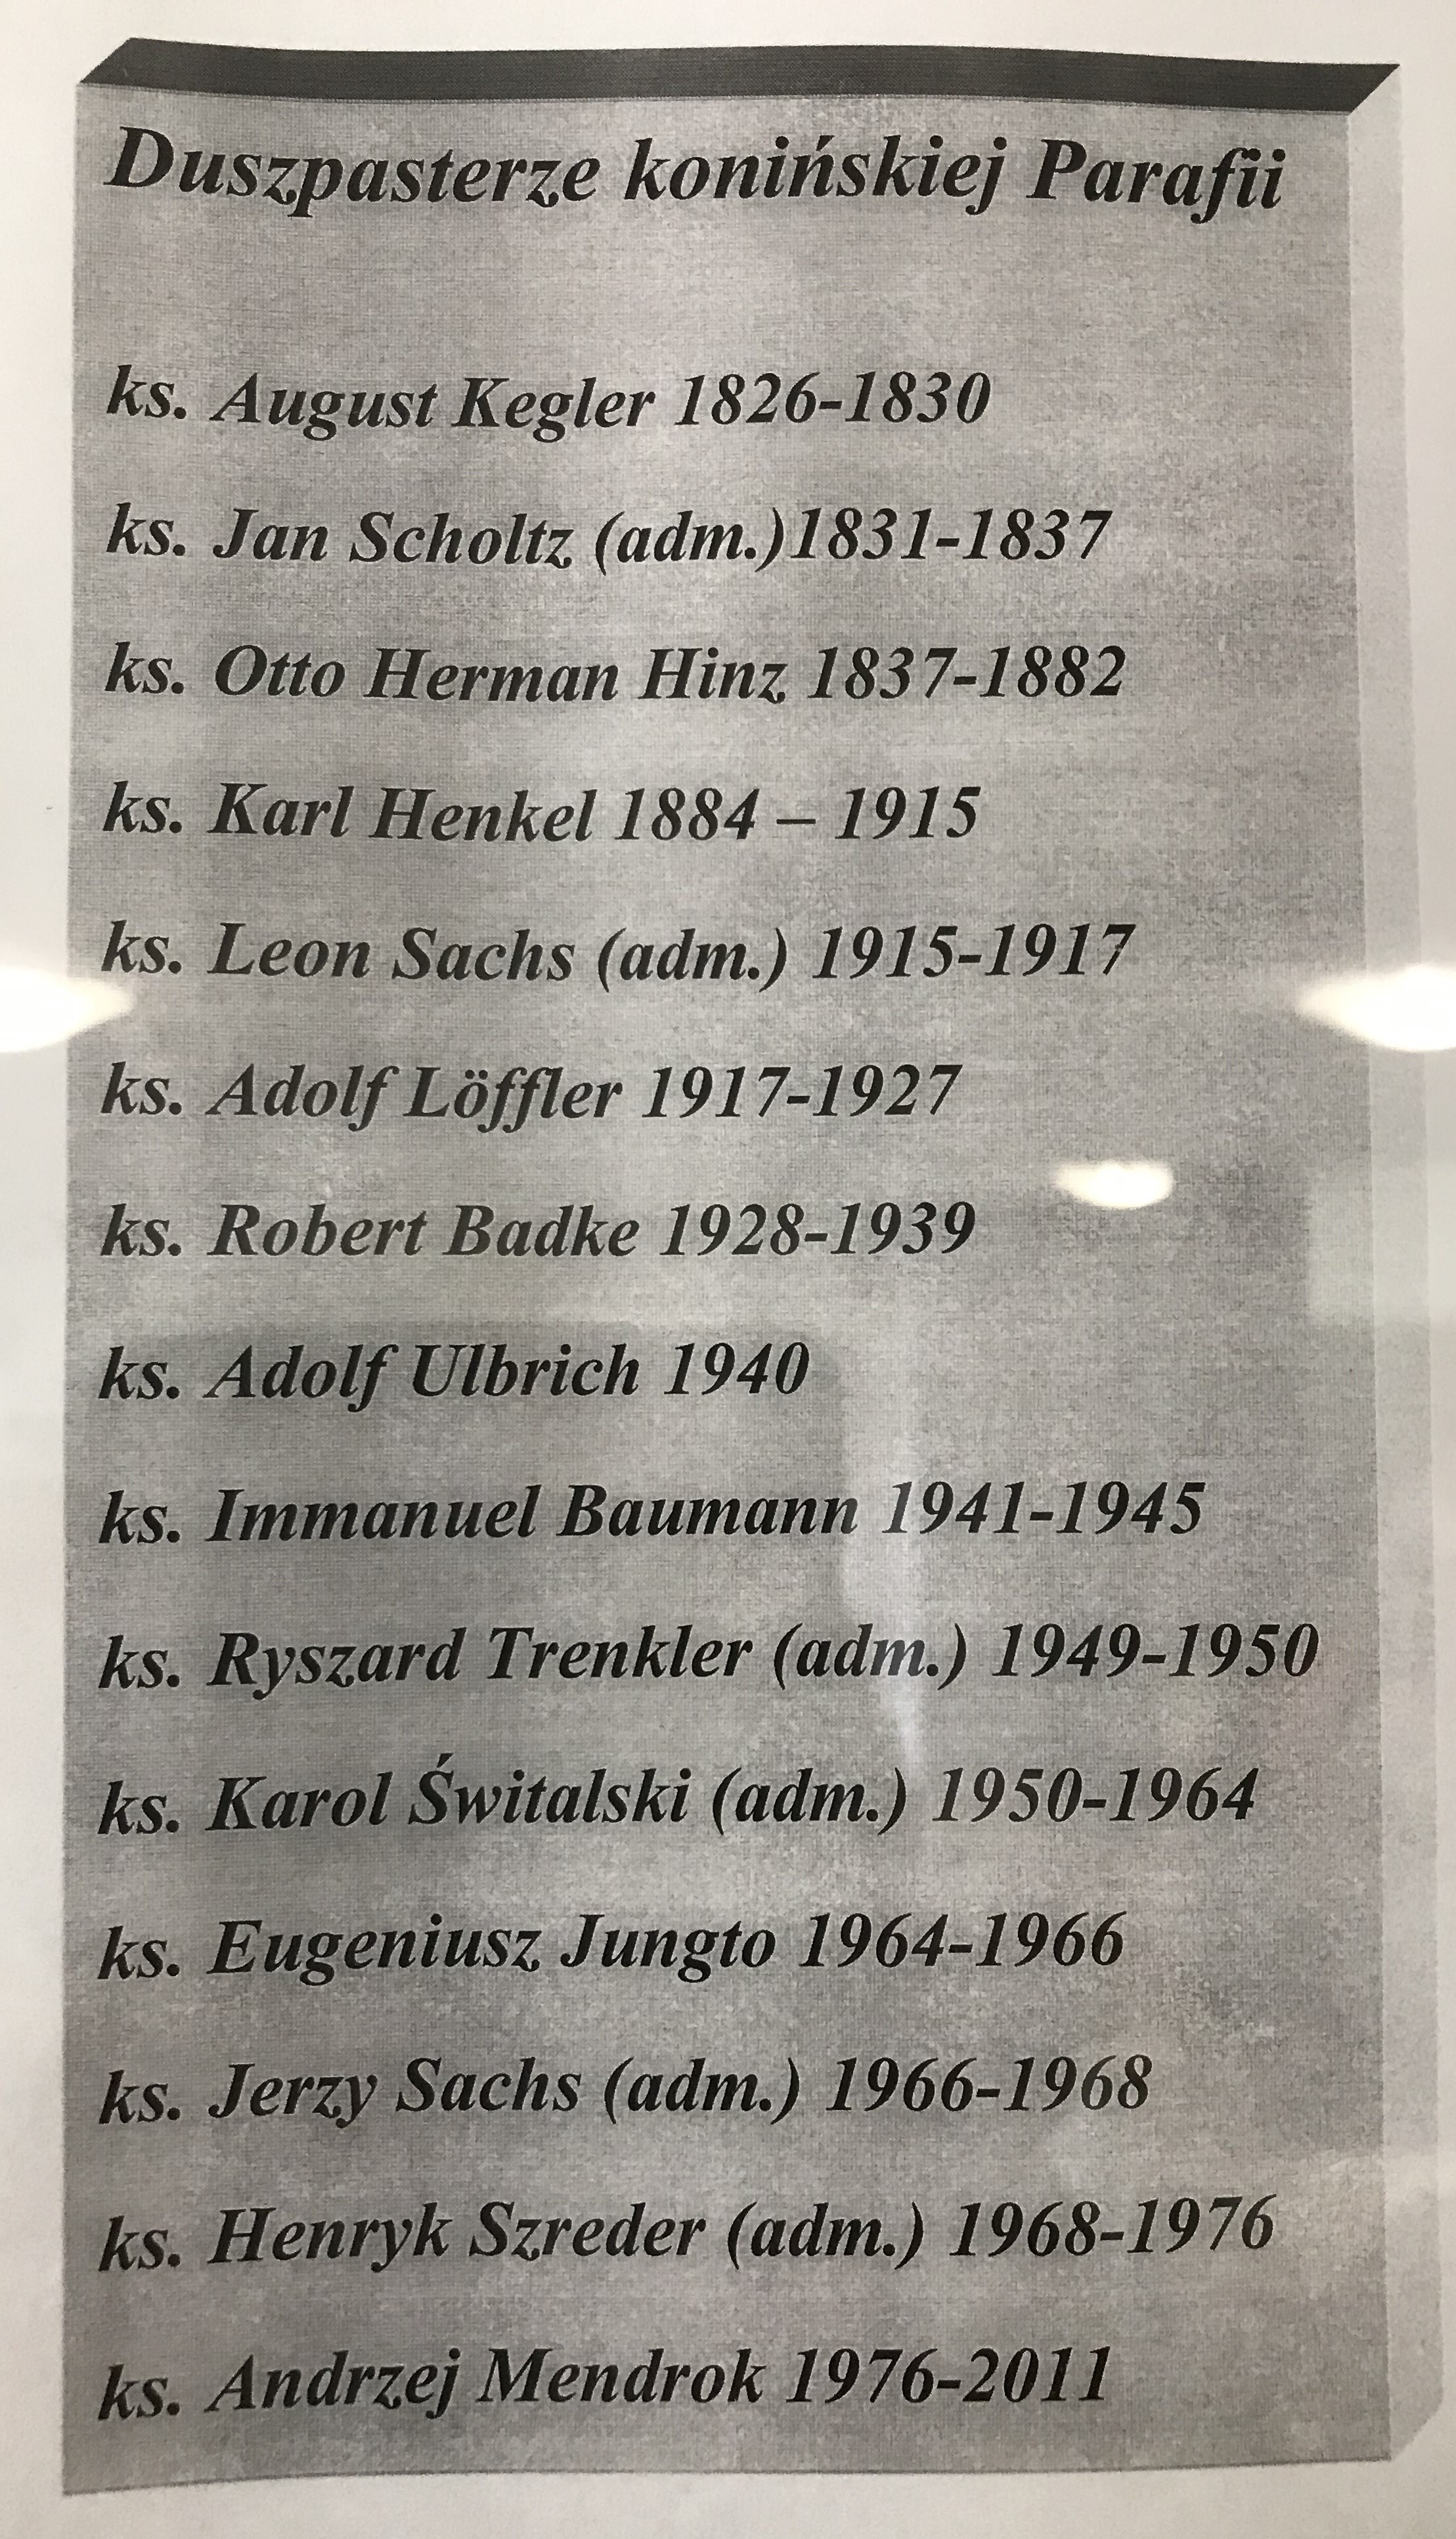 Duszpasterze konińskiej Parafii
ks. August Kegler 1826-1830
ks. Jan Scholtz (adm.)1831-1837
ks. Otto Herman Hinz 1837-1882
ks. Karl Henkel 1884 – 1915
ks. Leon Sachs (adm.) 1915-1917
ks. Adolf Löffler 1917-1927
ks. Robert Badke 1928-1939
ks. Adolf Ulbrich 1940
ks. Immanuel Baumann 1941-1945
ks. Ryszard Trenkler (adm.) 1949-1950
ks. Karol Świtalski (adm.) 1950-1964
ks. Eugeniusz Jungto 1964-1966
ks. Jerzy Sachs (adm.) 1966-1968
ks. Henryk Szreder (adm.) 1968-1976
ks. Andrzej Mendrok 1976-2011